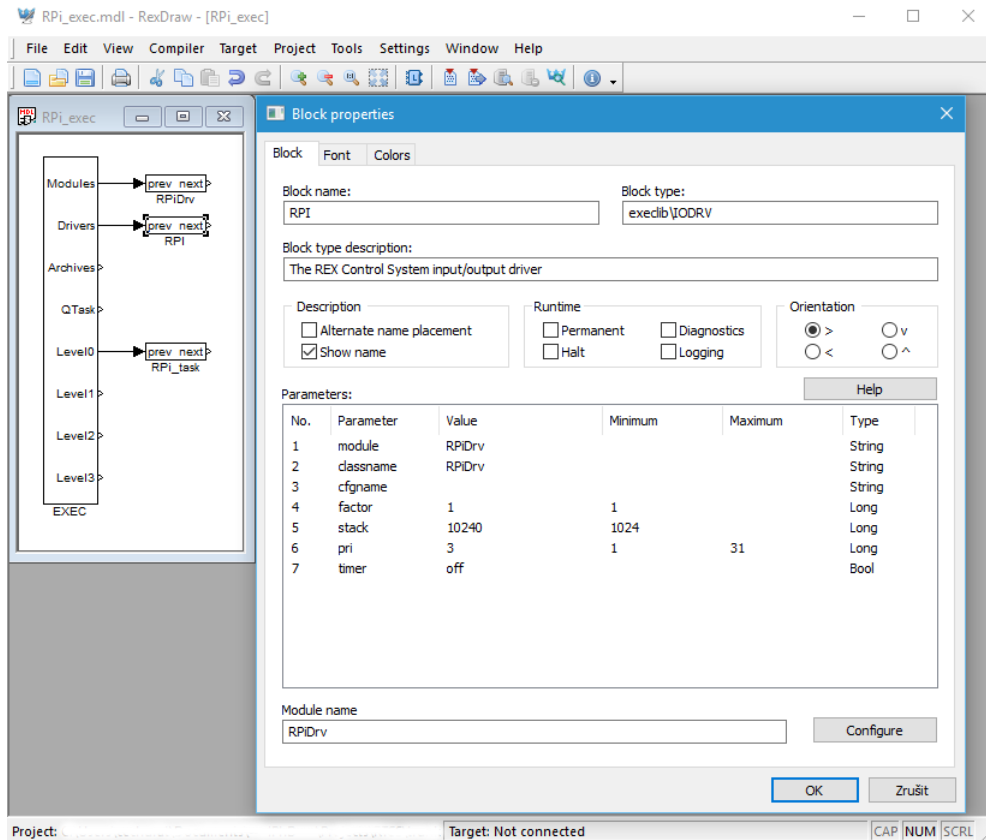 RPi_exec.mdl - RexDraw - [RPi_exec]
File Edit View Compiler Target Project Tools Settings Window Help
MDL RPi_exec
Modules prev next
RPiDrv
Drivers prev next
RPI
Archives
QTask
Level0 prev next
RPi_task
Level1
Level2
Level3
EXEC
Block properties
Block Font Colors
Block name: Block type:
RPI execlib\IODRV
Block type description:
The REX Control System input/output driver
Description Runtime Orientation
Alternate name placement Permanent Diagnostics > v
Show name Halt Logging < ^
Help
Parameters:
No. Parameter Value Minimum Maximum Type
1 module RPiDrv String
2 classname RPiDrv String
3 cfgname String
4 factor 1 1 Long
5 stack 10240 1024 Long
6 pri 3 1 31 Long
7 timer off Bool
Module name
RPiDrv Configure
OK Zrušit
Project: Target: Not connected CAP NUM SCRL